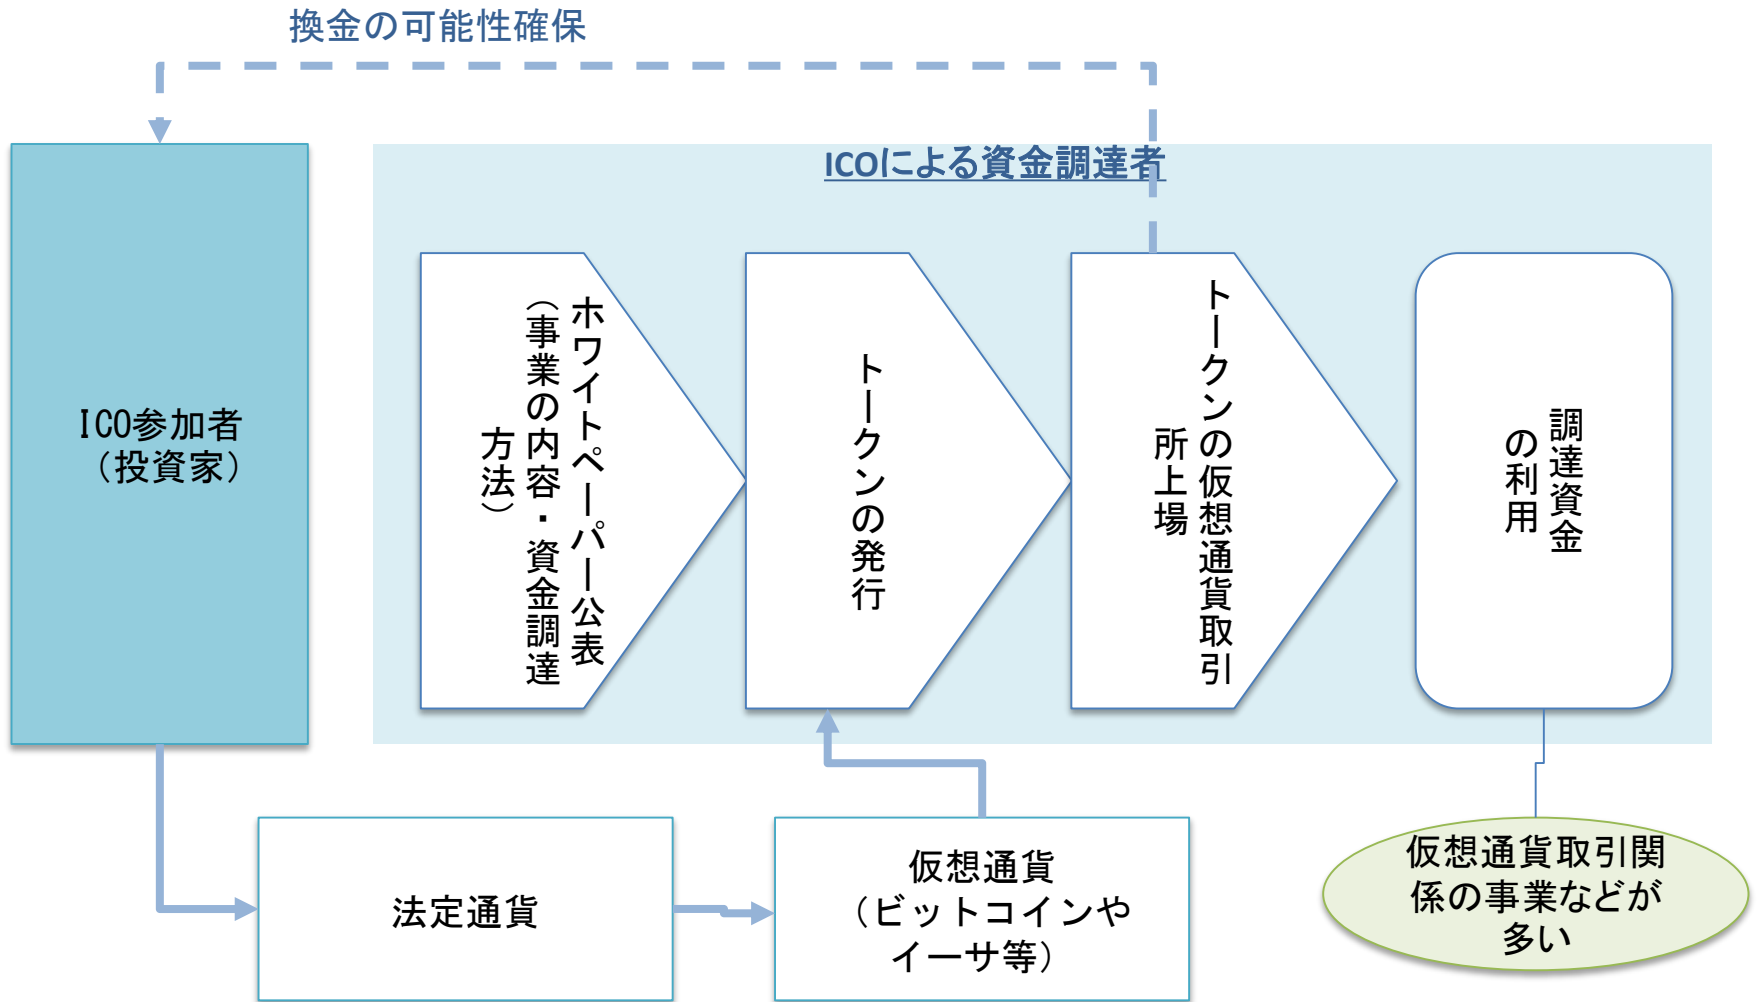 換金の可能性確保
ICOによる資金調達者
ICO参加者
（投資家）
ホワイトペーパー公表
（事業の内容・資金調達
方法）
トークンの発行
トークンの仮想通貨取引
所上場
調達資金
の利用
法定通貨
仮想通貨
（ビットコインや
イーサ等）
仮想通貨取引関
係の事業などが
多い